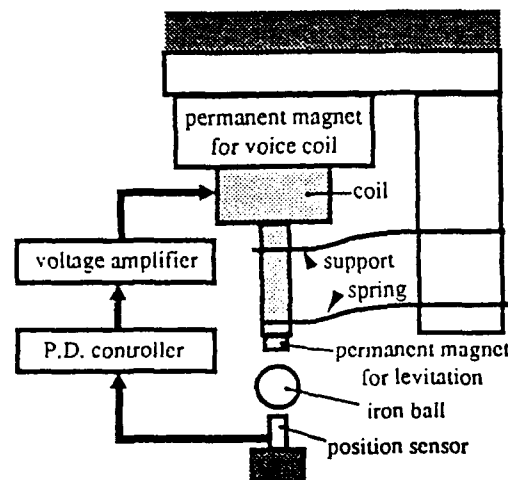 permanent magnet
for voice coil
coil
voltage amplifier
support
spring
P.D. controller
permanent magnet
for levitation
iron ball
position sensor